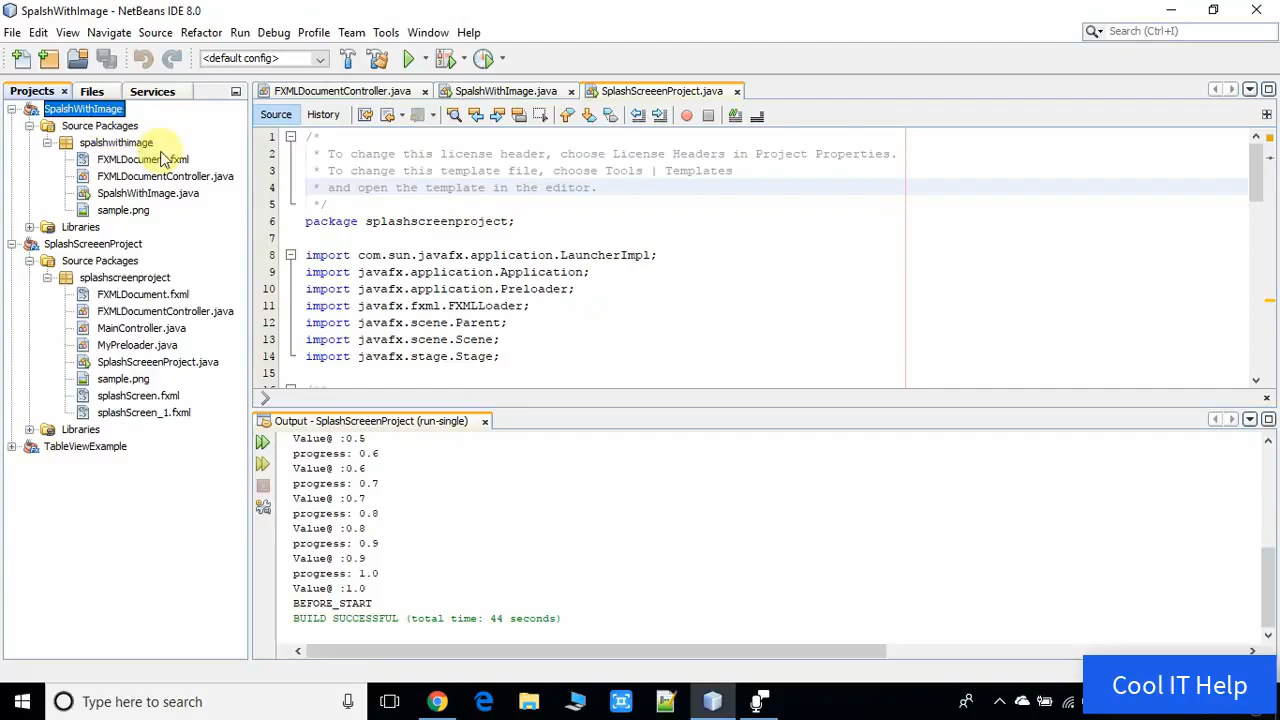 SpalshWithImage - NetBeans IDE 8.0
File Edit View Navigate Source Refactor Run Debug Profile Team Tools Window Help
Search (Ctrl+I)
<default config>
Projects Files Services
SpalshWithImage
Source Packages
spalshwithimage
FXMLDocument.fxml
FXMLDocumentController.java
SpalshWithImage.java
sample.png
Libraries
SplashScreeenProject
Source Packages
splashscreenproject
FXMLDocument.fxml
FXMLDocumentController.java
MainController.java
MyPreloader.java
SplashScreeenProject.java
sample.png
splashScreen.fxml
splashScreen_1.fxml
Libraries
TableViewExample
FXMLDocumentController.java SpalshWithImage.java SplashScreeenProject.java
Source History
1 /*
2 * To change this license header, choose License Headers in Project Properties.
3 * To change this template file, choose Tools | Templates
4 * and open the template in the editor.
5 */
6 package splashscreenproject;
7
8 import com.sun.javafx.application.LauncherImpl;
9 import javafx.application.Application;
10 import javafx.application.Preloader;
11 import javafx.fxml.FXMLLoader;
12 import javafx.scene.Parent;
13 import javafx.scene.Scene;
14 import javafx.stage.Stage;
15
Output - SplashScreeenProject (run-single)
Value@ :0.5
progress: 0.6
Value@ :0.6
progress: 0.7
Value@ :0.7
progress: 0.8
Value@ :0.8
progress: 0.9
Value@ :0.9
progress: 1.0
Value@ :1.0
BEFORE_START
BUILD SUCCESSFUL (total time: 44 seconds)
Type here to search
Cool IT Help